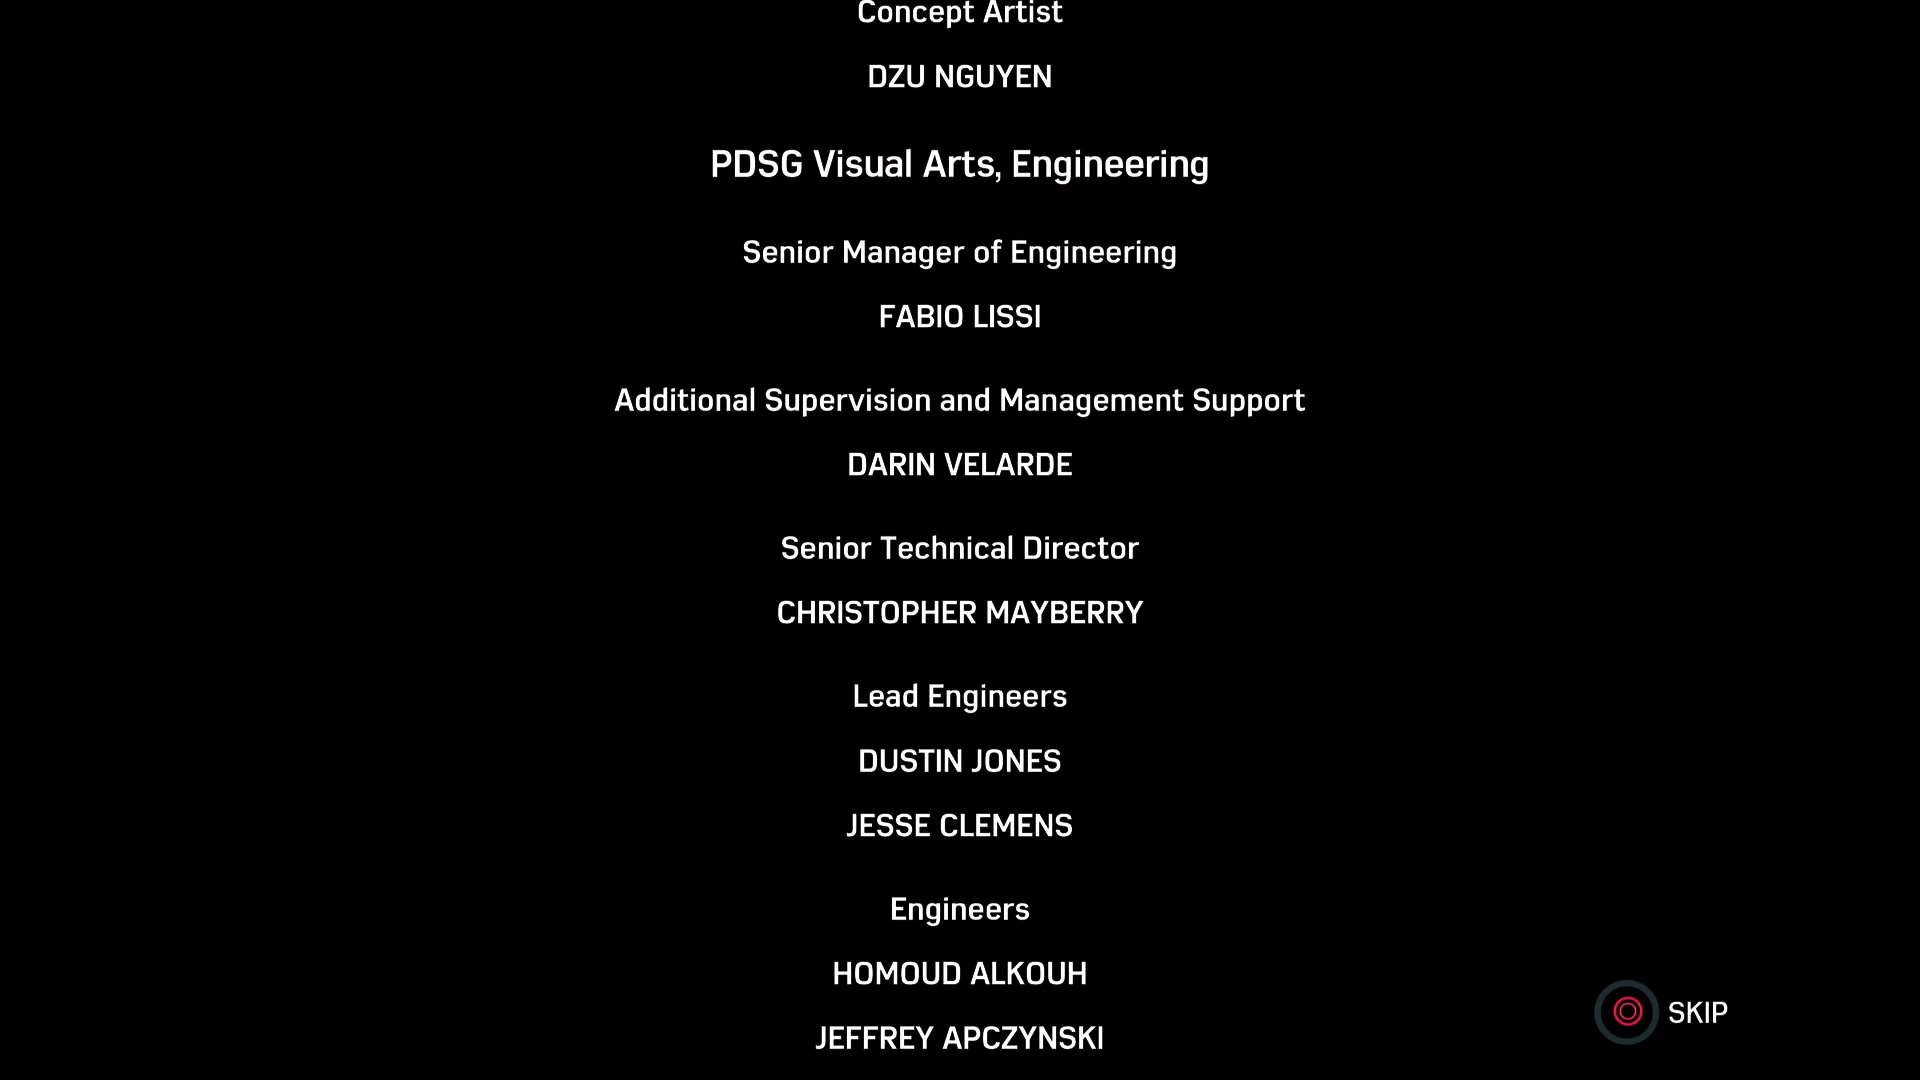 Concept Artist
DZU NGUYEN
PDSG Visual Arts, Engineering
Senior Manager of Engineering
FABIO LISSI
Additional Supervision and Management Support
DARIN VELARDE
Senior Technical Director
CHRISTOPHER MAYBERRY
Lead Engineers
DUSTIN JONES
JESSE CLEMENS
Engineers
HOMOUD ALKOUH
JEFFREY APCZYNSKI
SKIP